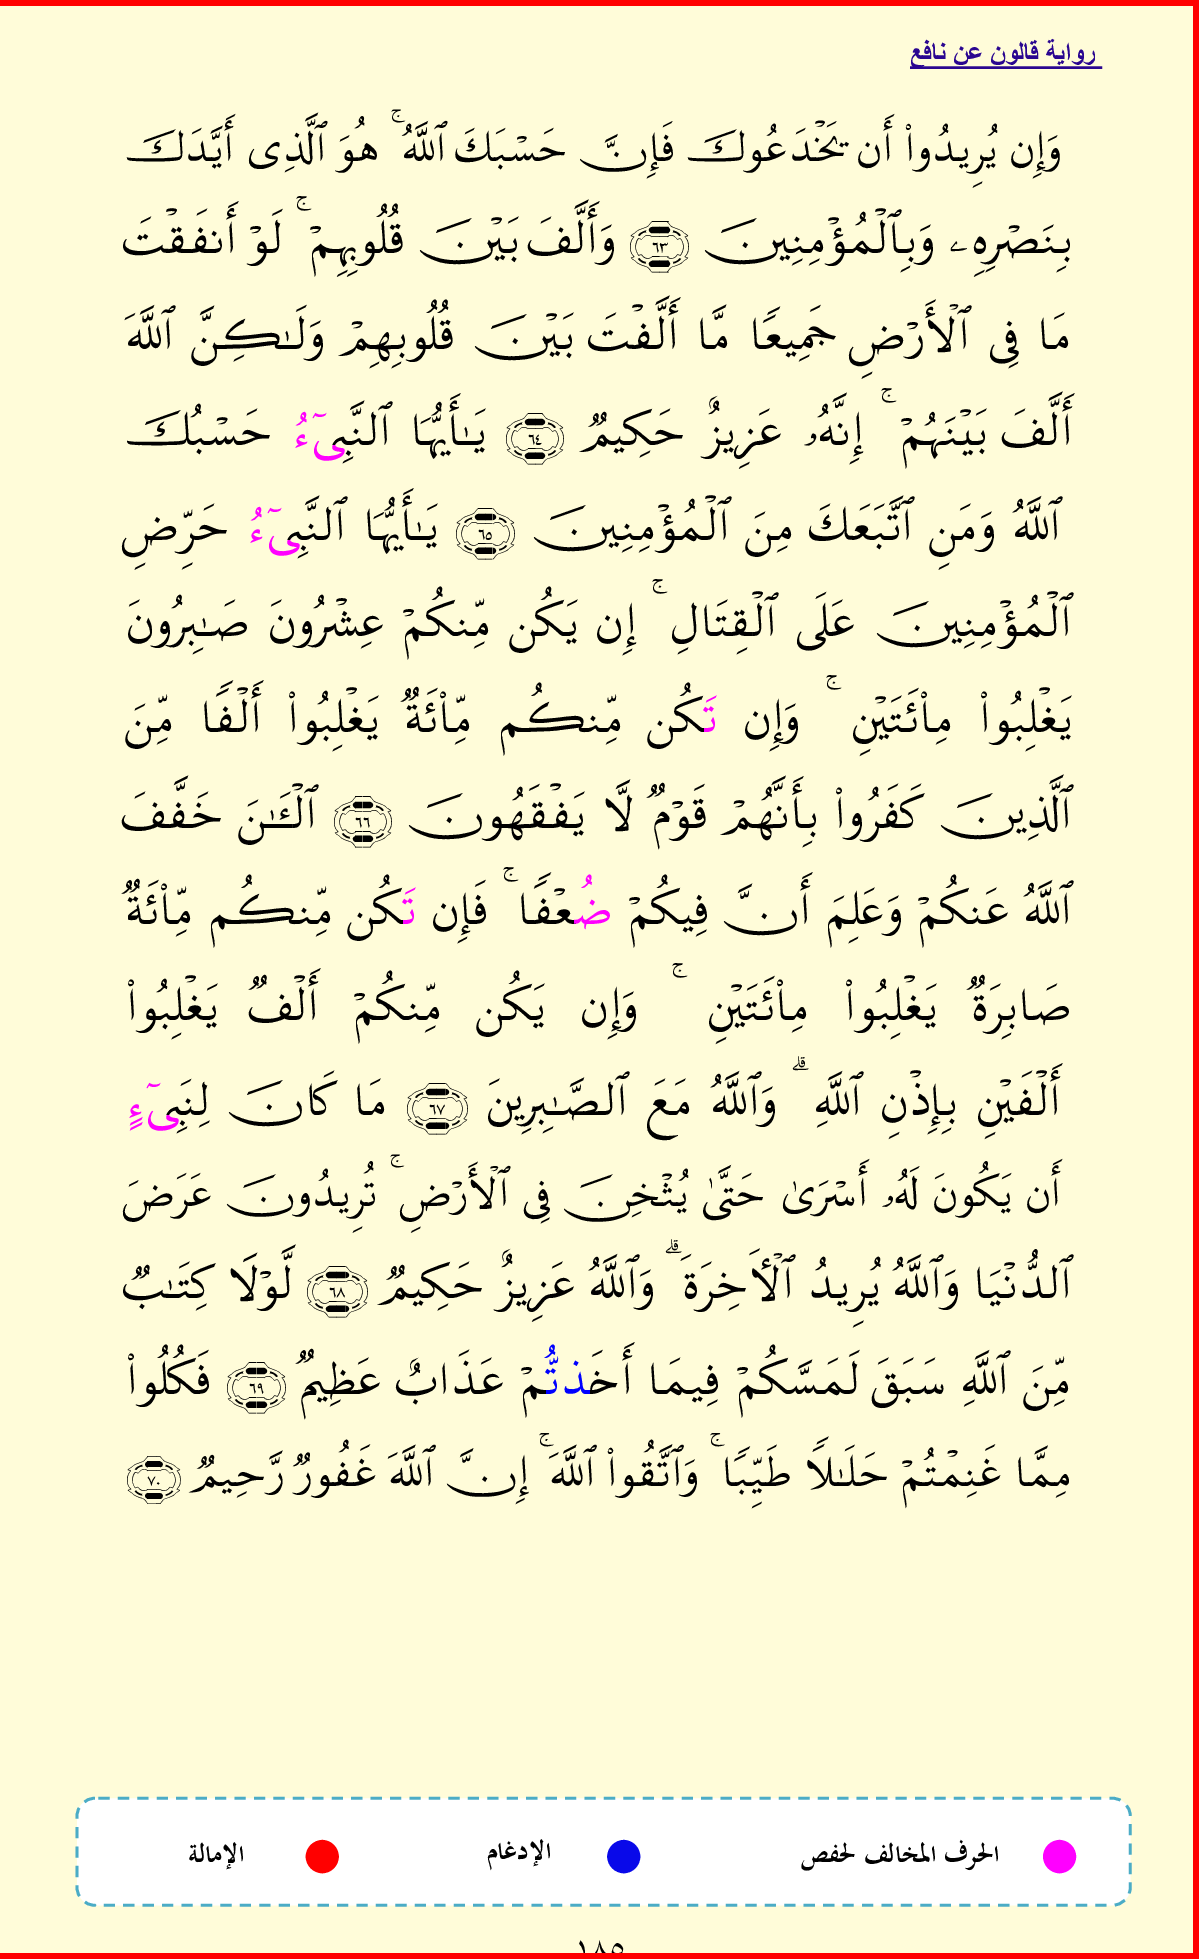 رواية قالون عن نافع
وَإِن يُرِيدُواْ أَن يَخْدَعُوكَ فَإِنَّ حَسْبَكَ ٱللَّهُ ۚ هُوَ ٱلَّذِى أَيَّدَكَ
بِنَصْرِهِۦ وَبِٱلْمُؤْمِنِينَ ٦٣ وَأَلَّفَ بَيْنَ قُلُوبِهِمْ ۚ لَوْ أَنفَقْتَ
مَا فِى ٱلْأَرْضِ جَمِيعًا مَّا أَلَّفْتَ بَيْنَ قُلُوبِهِمْ وَلَٰكِنَّ ٱللَّهَ
أَلَّفَ بَيْنَهُمْ ۚ إِنَّهُۥ عَزِيزٌ حَكِيمٌ ٦٤ يَٰأَيُّهَا ٱلنَّبِىٓءُ حَسْبُكَ
ٱللَّهُ وَمَنِ ٱتَّبَعَكَ مِنَ ٱلْمُؤْمِنِينَ ٦٥ يَٰأَيُّهَا ٱلنَّبِىٓءُ حَرِّضِ
ٱلْمُؤْمِنِينَ عَلَى ٱلْقِتَالِ ۚ إِن يَكُن مِّنكُمْ عِشْرُونَ صَٰبِرُونَ
يَغْلِبُواْ مِاْئَتَيْنِ ۚ وَإِن تَكُن مِّنكُم مِّاْئَةٌ يَغْلِبُواْ أَلْفًا مِّنَ
ٱلَّذِينَ كَفَرُواْ بِأَنَّهُمْ قَوْمٌ لَّا يَفْقَهُونَ ٦٦ ٱلْـَٰٔنَ خَفَّفَ
ٱللَّهُ عَنكُمْ وَعَلِمَ أَنَّ فِيكُمْ ضُعْفًا ۚ فَإِن تَكُن مِّنكُم مِّاْئَةٌ
صَابِرَةٌ يَغْلِبُواْ مِاْئَتَيْنِ ۚ وَإِن يَكُن مِّنكُمْ أَلْفٌ يَغْلِبُواْ
أَلْفَيْنِ بِإِذْنِ ٱللَّهِ ۗ وَٱللَّهُ مَعَ ٱلصَّٰبِرِينَ ٦٧ مَا كَانَ لِنَبِىٓءٍ
أَن يَكُونَ لَهُۥ أَسْرَىٰ حَتَّىٰ يُثْخِنَ فِى ٱلْأَرْضِ ۚ تُرِيدُونَ عَرَضَ
ٱلدُّنْيَا وَٱللَّهُ يُرِيدُ ٱلْأَخِرَةَ ۗ وَٱللَّهُ عَزِيزٌ حَكِيمٌ ٦٨ لَّوْلَا كِتَٰبٌ
مِّنَ ٱللَّهِ سَبَقَ لَمَسَّكُمْ فِيمَا أَخَذتُّمْ عَذَابٌ عَظِيمٌ ٦٩ فَكُلُواْ
مِمَّا غَنِمْتُمْ حَلَٰلًا طَيِّبًا ۚ وَٱتَّقُواْ ٱللَّهَ ۚ إِنَّ ٱللَّهَ غَفُورٌ رَّحِيمٌ ٧٠
الحرف المخالف لحفص الإدغام الإمالة
١٨٥